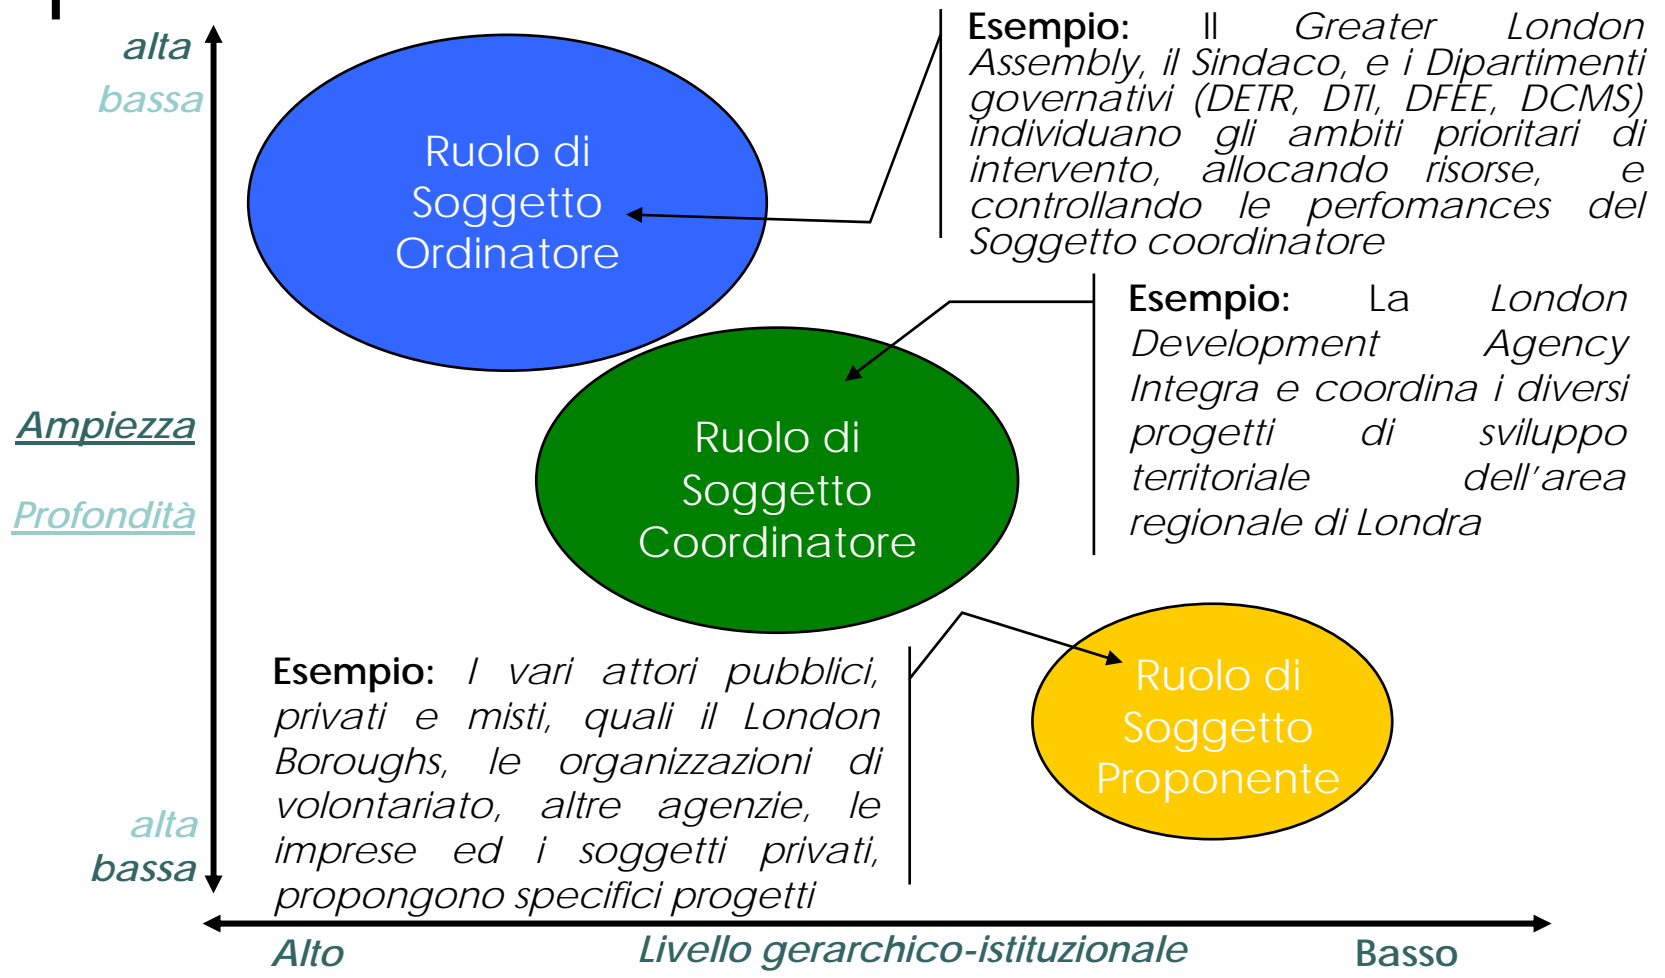 alta
bassa
Ruolo di
Soggetto
Ordinatore
Esempio: Il Greater London
Assembly, il Sindaco, e i Dipartimenti
governativi (DETR, DTI, DFEE, DCMS)
individuano gli ambiti prioritari di
intervento, allocando risorse, e
controllando le perfomances del
Soggetto coordinatore
Esempio: La London
Development Agency
Integra e coordina i diversi
progetti di sviluppo
territoriale dell'area
regionale di Londra
Ampiezza
Profondità
Ruolo di
Soggetto
Coordinatore
Esempio: I vari attori pubblici,
privati e misti, quali il London
Boroughs, le organizzazioni di
volontariato, altre agenzie, le
imprese ed i soggetti privati,
propongono specifici progetti
Ruolo di
Soggetto
Proponente
alta
bassa
Alto
Livello gerarchico-istituzionale
Basso